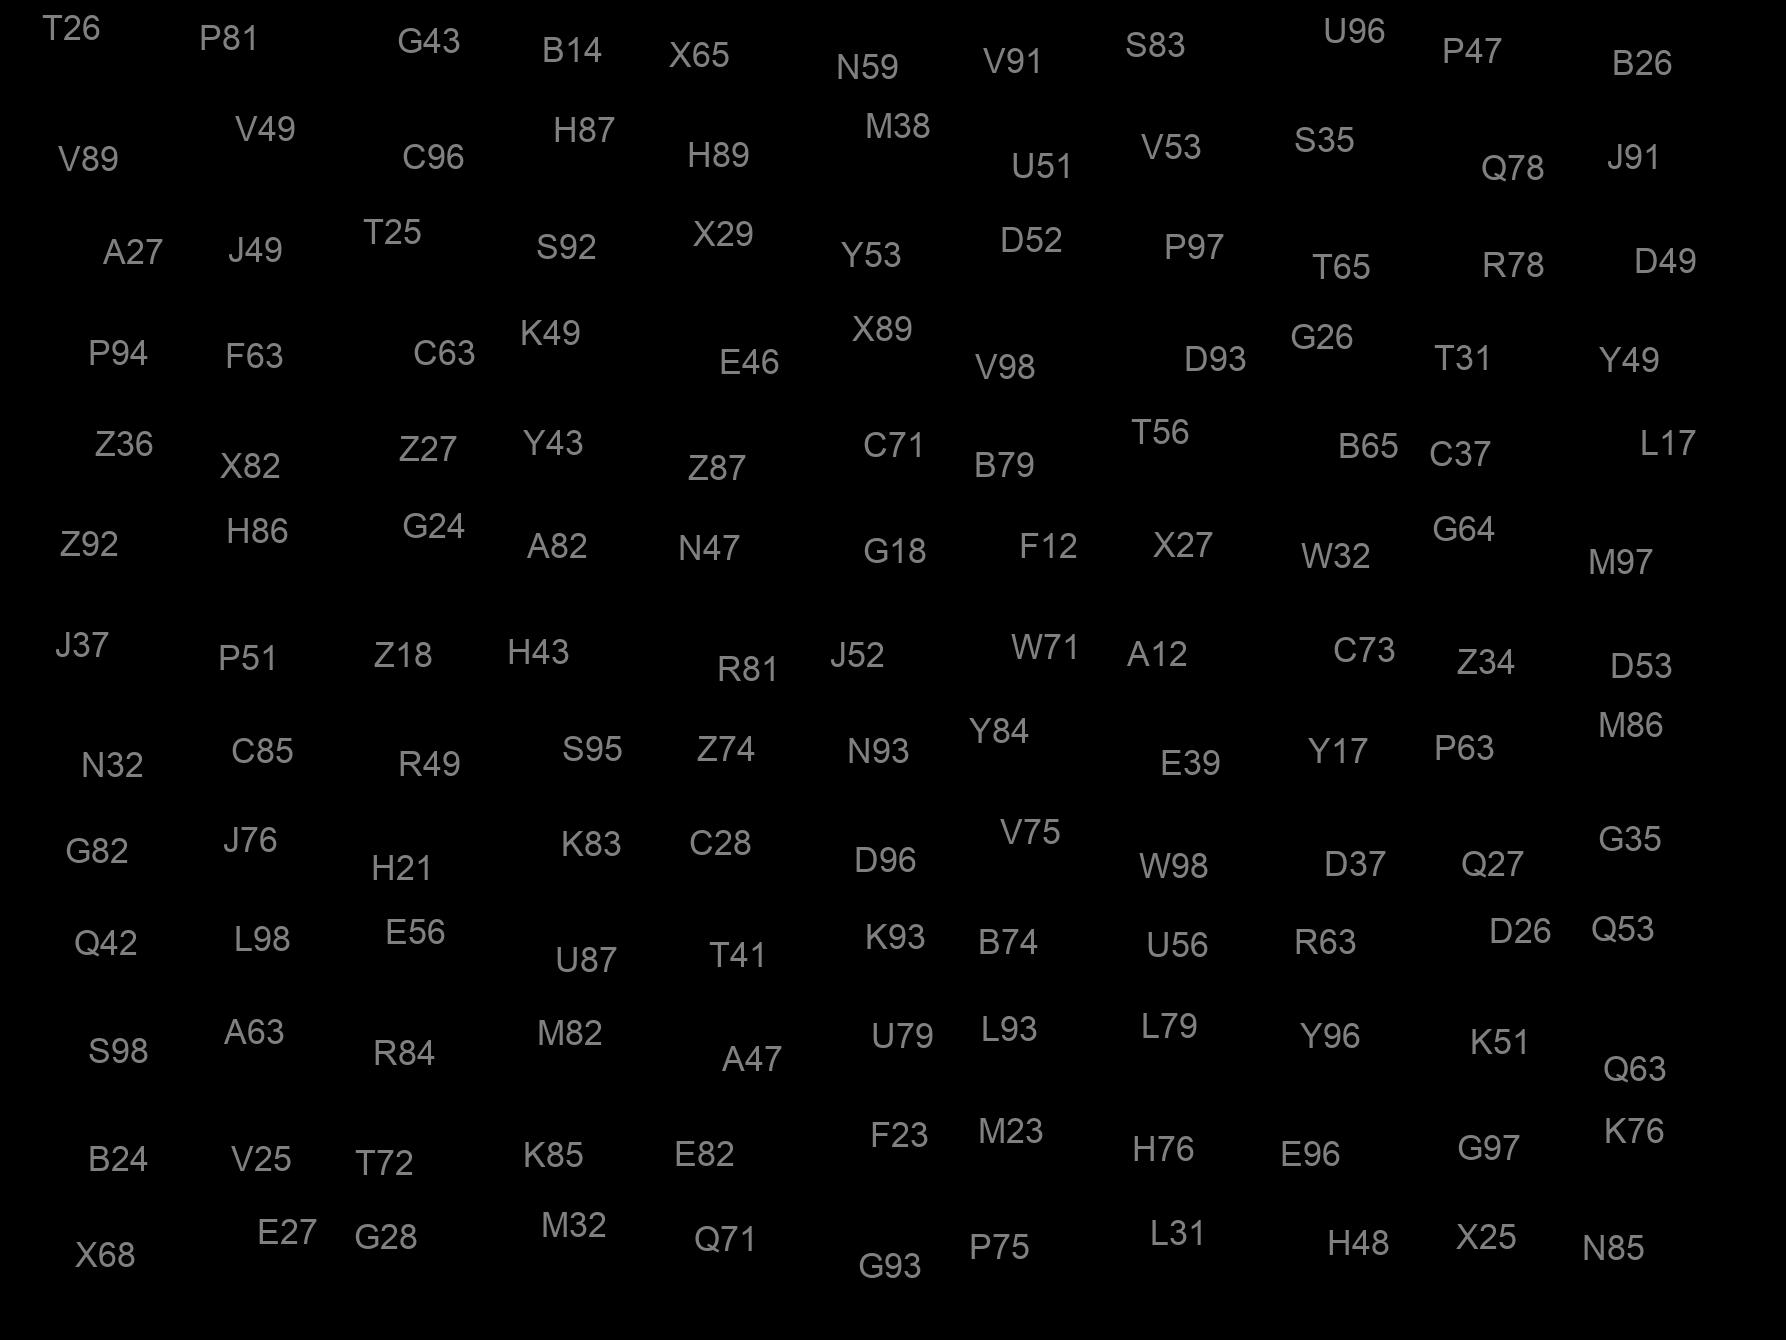 T26 P81 G43 B14 X65 N59 V91 S83 U96 P47 B26
V89 V49 C96 H87 H89 M38 U51 V53 S35 Q78 J91
A27 J49 T25 S92 X29 Y53 D52 P97 T65 R78 D49
P94 F63 C63 K49 E46 X89 V98 D93 G26 T31 Y49
Z36 X82 Z27 Y43 Z87 C71 B79 T56 B65 C37 L17
Z92 H86 G24 A82 N47 G18 F12 X27 W32 G64 M97
J37 P51 Z18 H43 R81 J52 W71 A12 C73 Z34 D53
N32 C85 R49 S95 Z74 N93 Y84 E39 Y17 P63 M86
G82 J76 H21 K83 C28 D96 V75 W98 D37 Q27 G35
Q42 L98 E56 U87 T41 K93 B74 U56 R63 D26 Q53
S98 A63 R84 M82 A47 U79 L93 L79 Y96 K51 Q63
B24 V25 T72 K85 E82 F23 M23 H76 E96 G97 K76
X68 E27 G28 M32 Q71 G93 P75 L31 H48 X25 N85